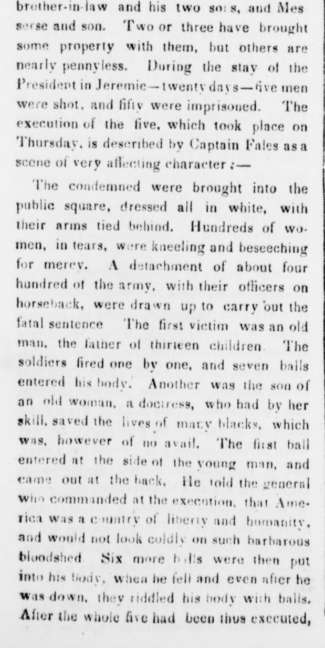 brother-in-law and his two sons, and Mes
serse and son. Two or three have brought
some property with them, but others are
nearly pennyless. During the stay of the
President in Jeremie—twenty days—five men
were shot, and fifty were imprisoned. The
execution of the five, which took place on
Thursday, is described by Captain Fales as a
scene of very affecting character:—
The condemned were brought into the
public square, dressed all in white, with
their arms tied behind. Hundreds of wo-
men, in tears, were kneeling and beseeching
for mercy. A detachment of about four
hundred of the army, with their officers on
horseback, were drawn up to carry out the
fatal sentence The first victim was an old
man, the father of thirteen children. The
soldiers fired one by one, and seven balls
entered his body. Another was the son of
an old woman, a doctress, who had by her
skill, saved the lives of many blacks, which
was, however of no avail. The first ball
entered at the side of the young man, and
came out at the back. He told the general
who commanded at the execution, that Ame-
rica was a country of liberty and humanity,
and would not look coldly on such barbarous
bloodshed Six more balls were then put
into his body, when he fell and even after he
was down, they riddled his body with balls.
After the whole five had been thus executed,